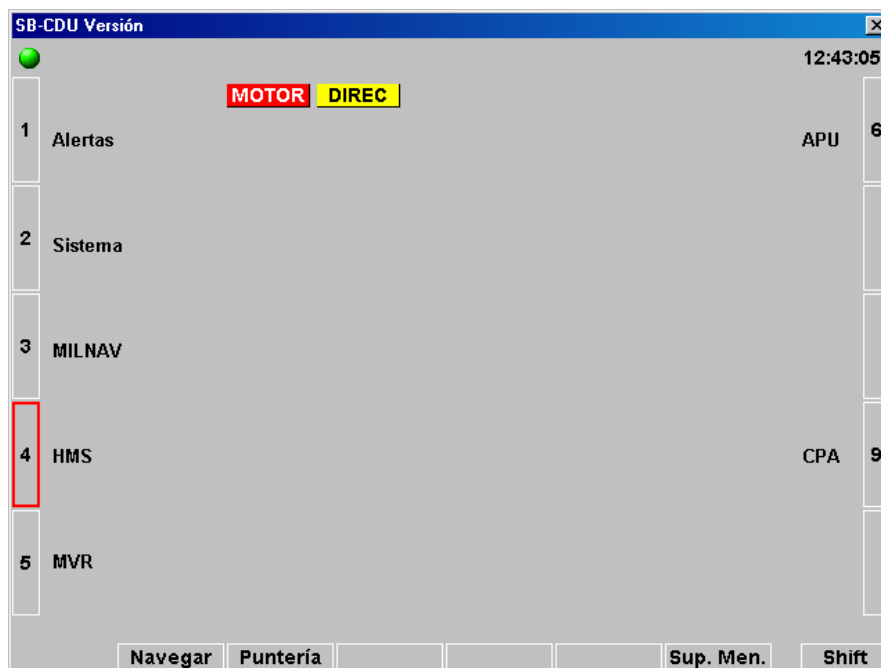 SB-CDU Versión
12:43:05
MOTOR DIREC
1 Alertas APU 6
2 Sistema
3 MILNAV
4 HMS CPA 9
5 MVR
Navegar Puntería Sup. Men. Shift